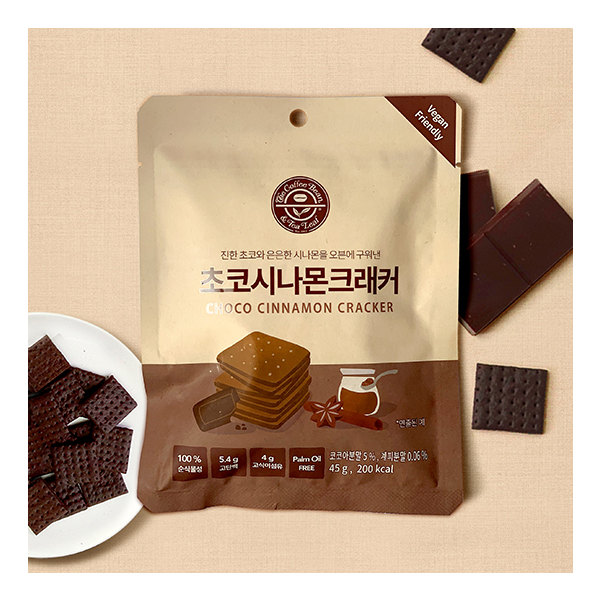 Vegan
Friendly
The Coffee Bean
& Tea Leaf
진한 초코와 은은한 시나몬을 오븐에 구워낸
초코시나몬크래커
CHOCO CINNAMON CRACKER
*연출된 예
100 %
순식물성
5.4 g
고단백
4 g
고식이섬유
Palm Oil
FREE
코코아분말 5 %, 계피분말 0.06 %
45 g, 200 kcal